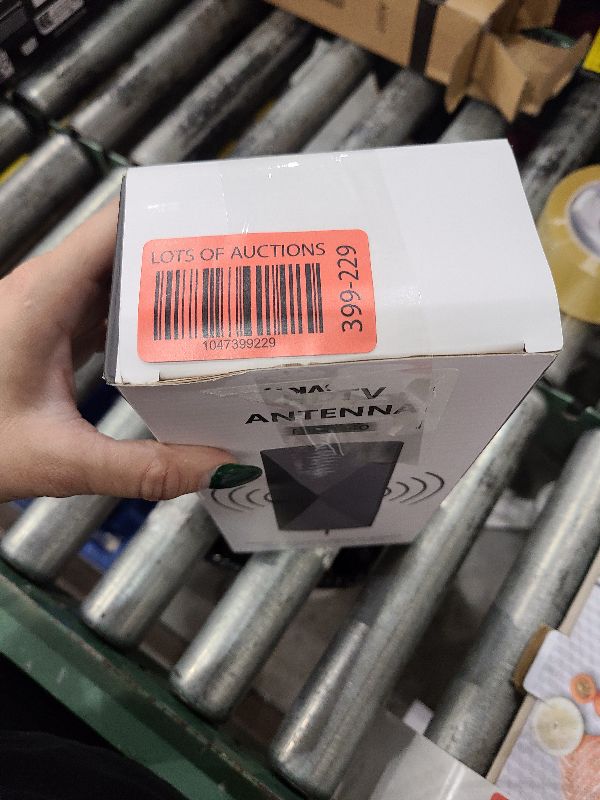 LOTS OF AUCTIONS
399-229
1047399229
TV
ANTENNA